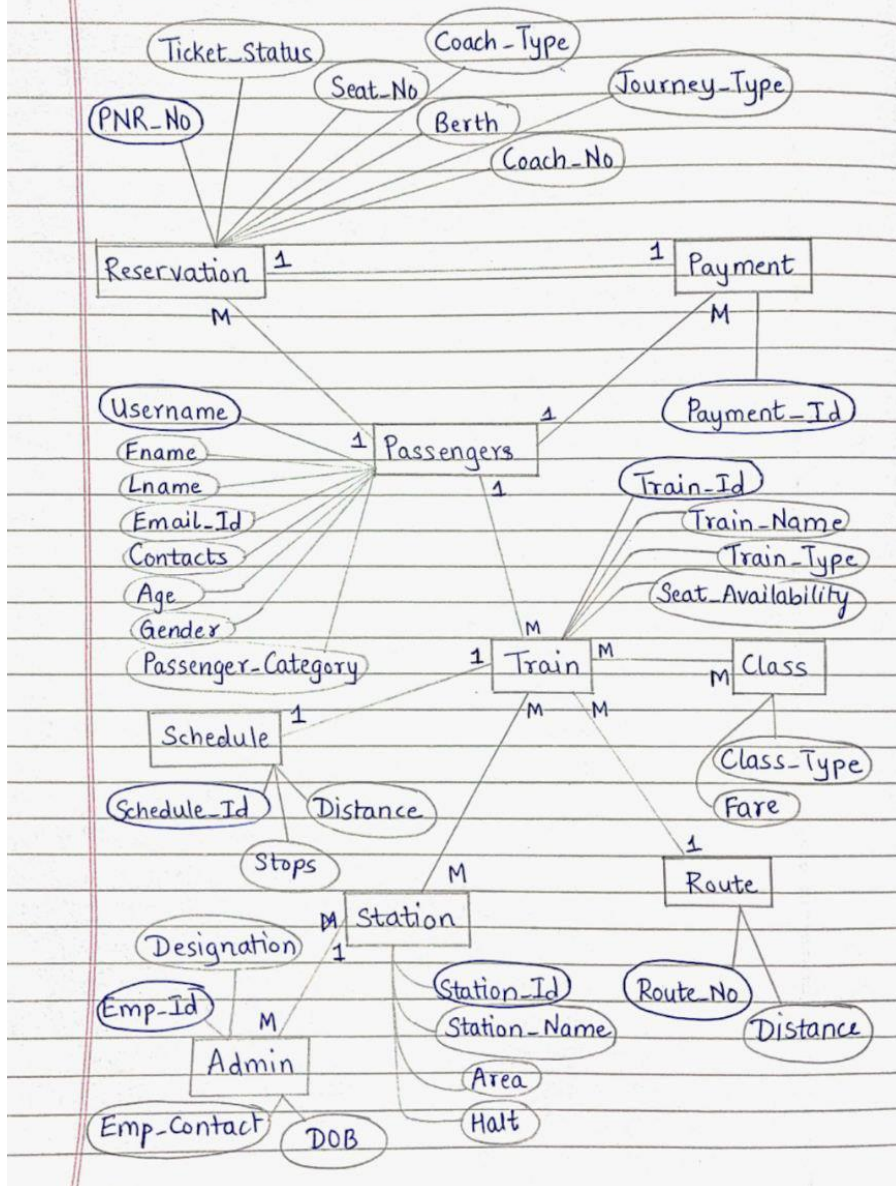 Ticket_Status
Coach_Type
Seat_No
Journey_Type
PNR_No
Berth
Coach_No
Reservation
1
1
Payment
M
M
Username
Payment_Id
Fname
1
Passengers
1
1
Lname
Email_Id
Contacts
Age
Gender
Passenger_Category
Train_Id
Train_Name
Train_Type
Seat_Availability
M
1
Train
M
M
Class
M
M
1
Schedule
Class_Type
Fare
Schedule_Id
Distance
Stops
1
Route
M
Station
M
1
Designation
Emp_Id
M
Admin
Station_Id
Station_Name
Area
Halt
Route_No
Distance
Emp_Contact
DOB